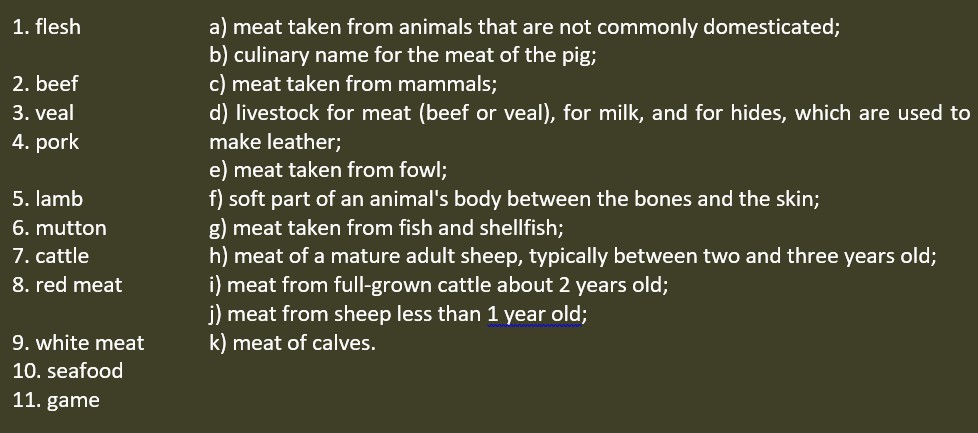 1. flesh a) meat taken from animals that are not commonly domesticated;
b) culinary name for the meat of the pig;
2. beef c) meat taken from mammals;
3. veal d) livestock for meat (beef or veal), for milk, and for hides, which are used to
4. pork make leather;
e) meat taken from fowl;
5. lamb f) soft part of an animal's body between the bones and the skin;
6. mutton g) meat taken from fish and shellfish;
7. cattle h) meat of a mature adult sheep, typically between two and three years old;
8. red meat i) meat from full-grown cattle about 2 years old;
j) meat from sheep less than 1 year old;
9. white meat k) meat of calves.
10. seafood
11. game